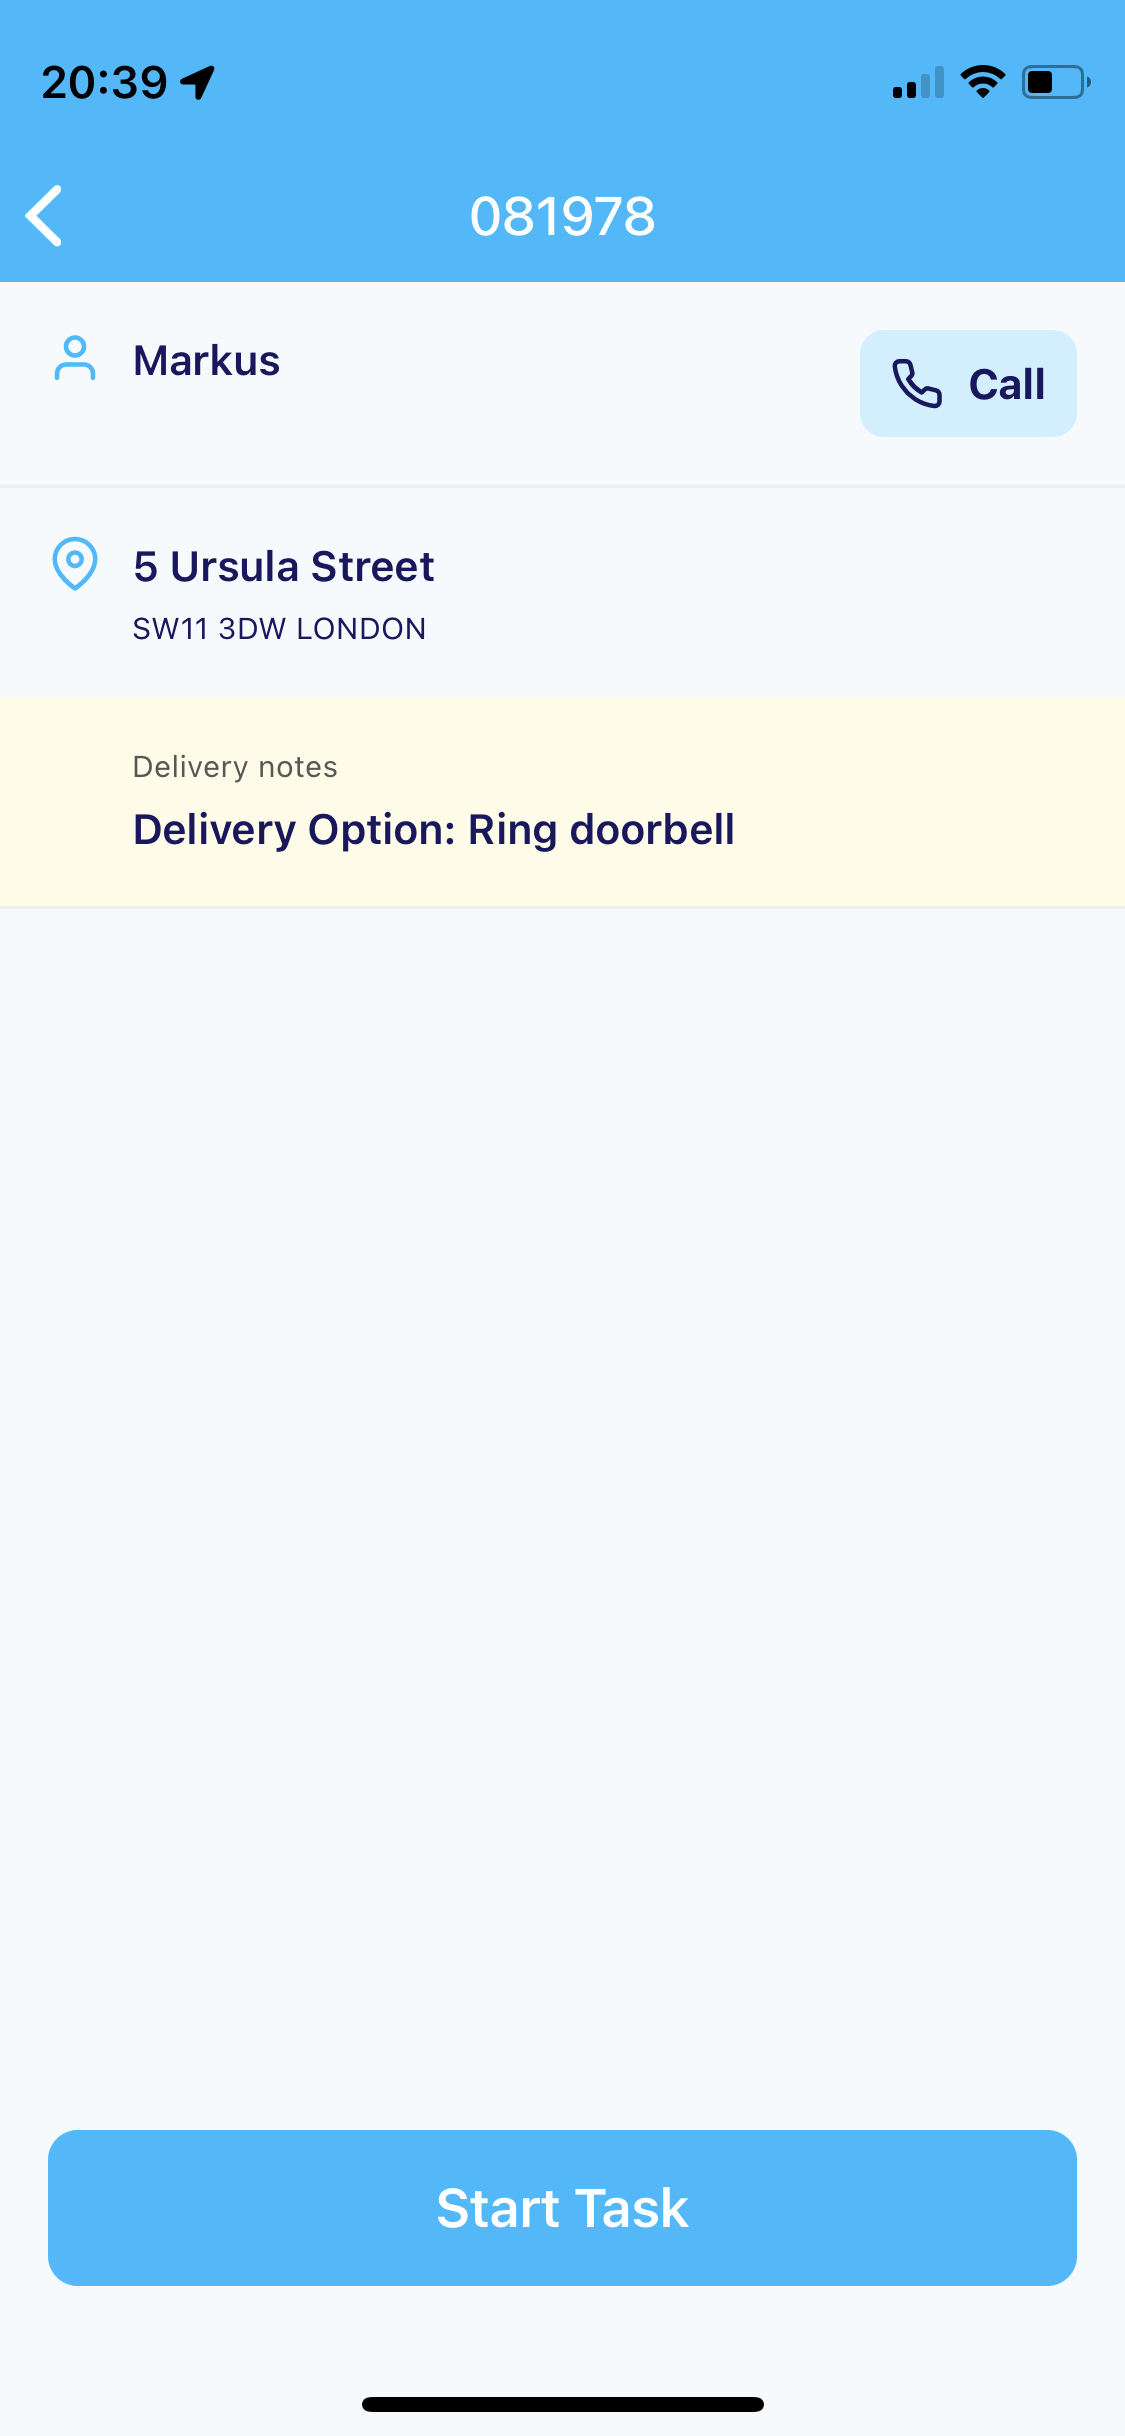 20:39
081978
Markus
Call
5 Ursula Street
SW11 3DW LONDON
Delivery notes
Delivery Option: Ring doorbell
Start Task